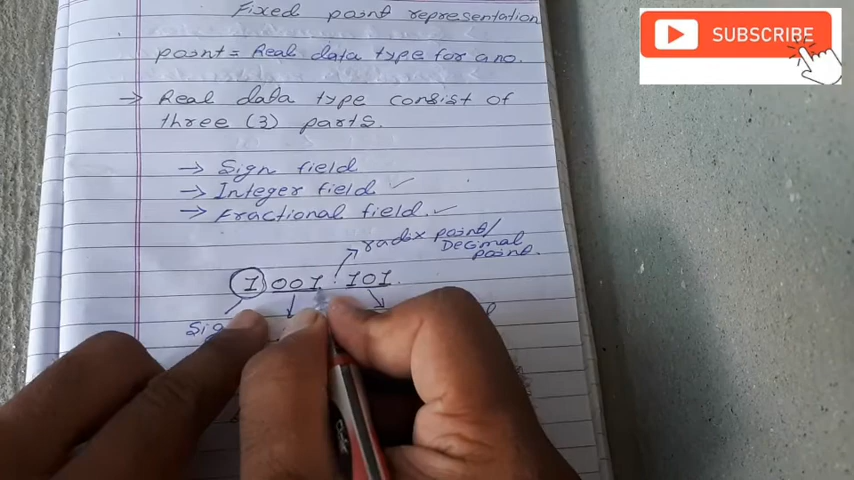 Fixed point representation
point = Real data type for a no.
→ Real data type consist of
three (3) parts.
→ Sign field
→ Integer field ✓
→ Fractional field. ✓
radix point/
Decimal
point.
1 001 . 101
SUBSCRIBE